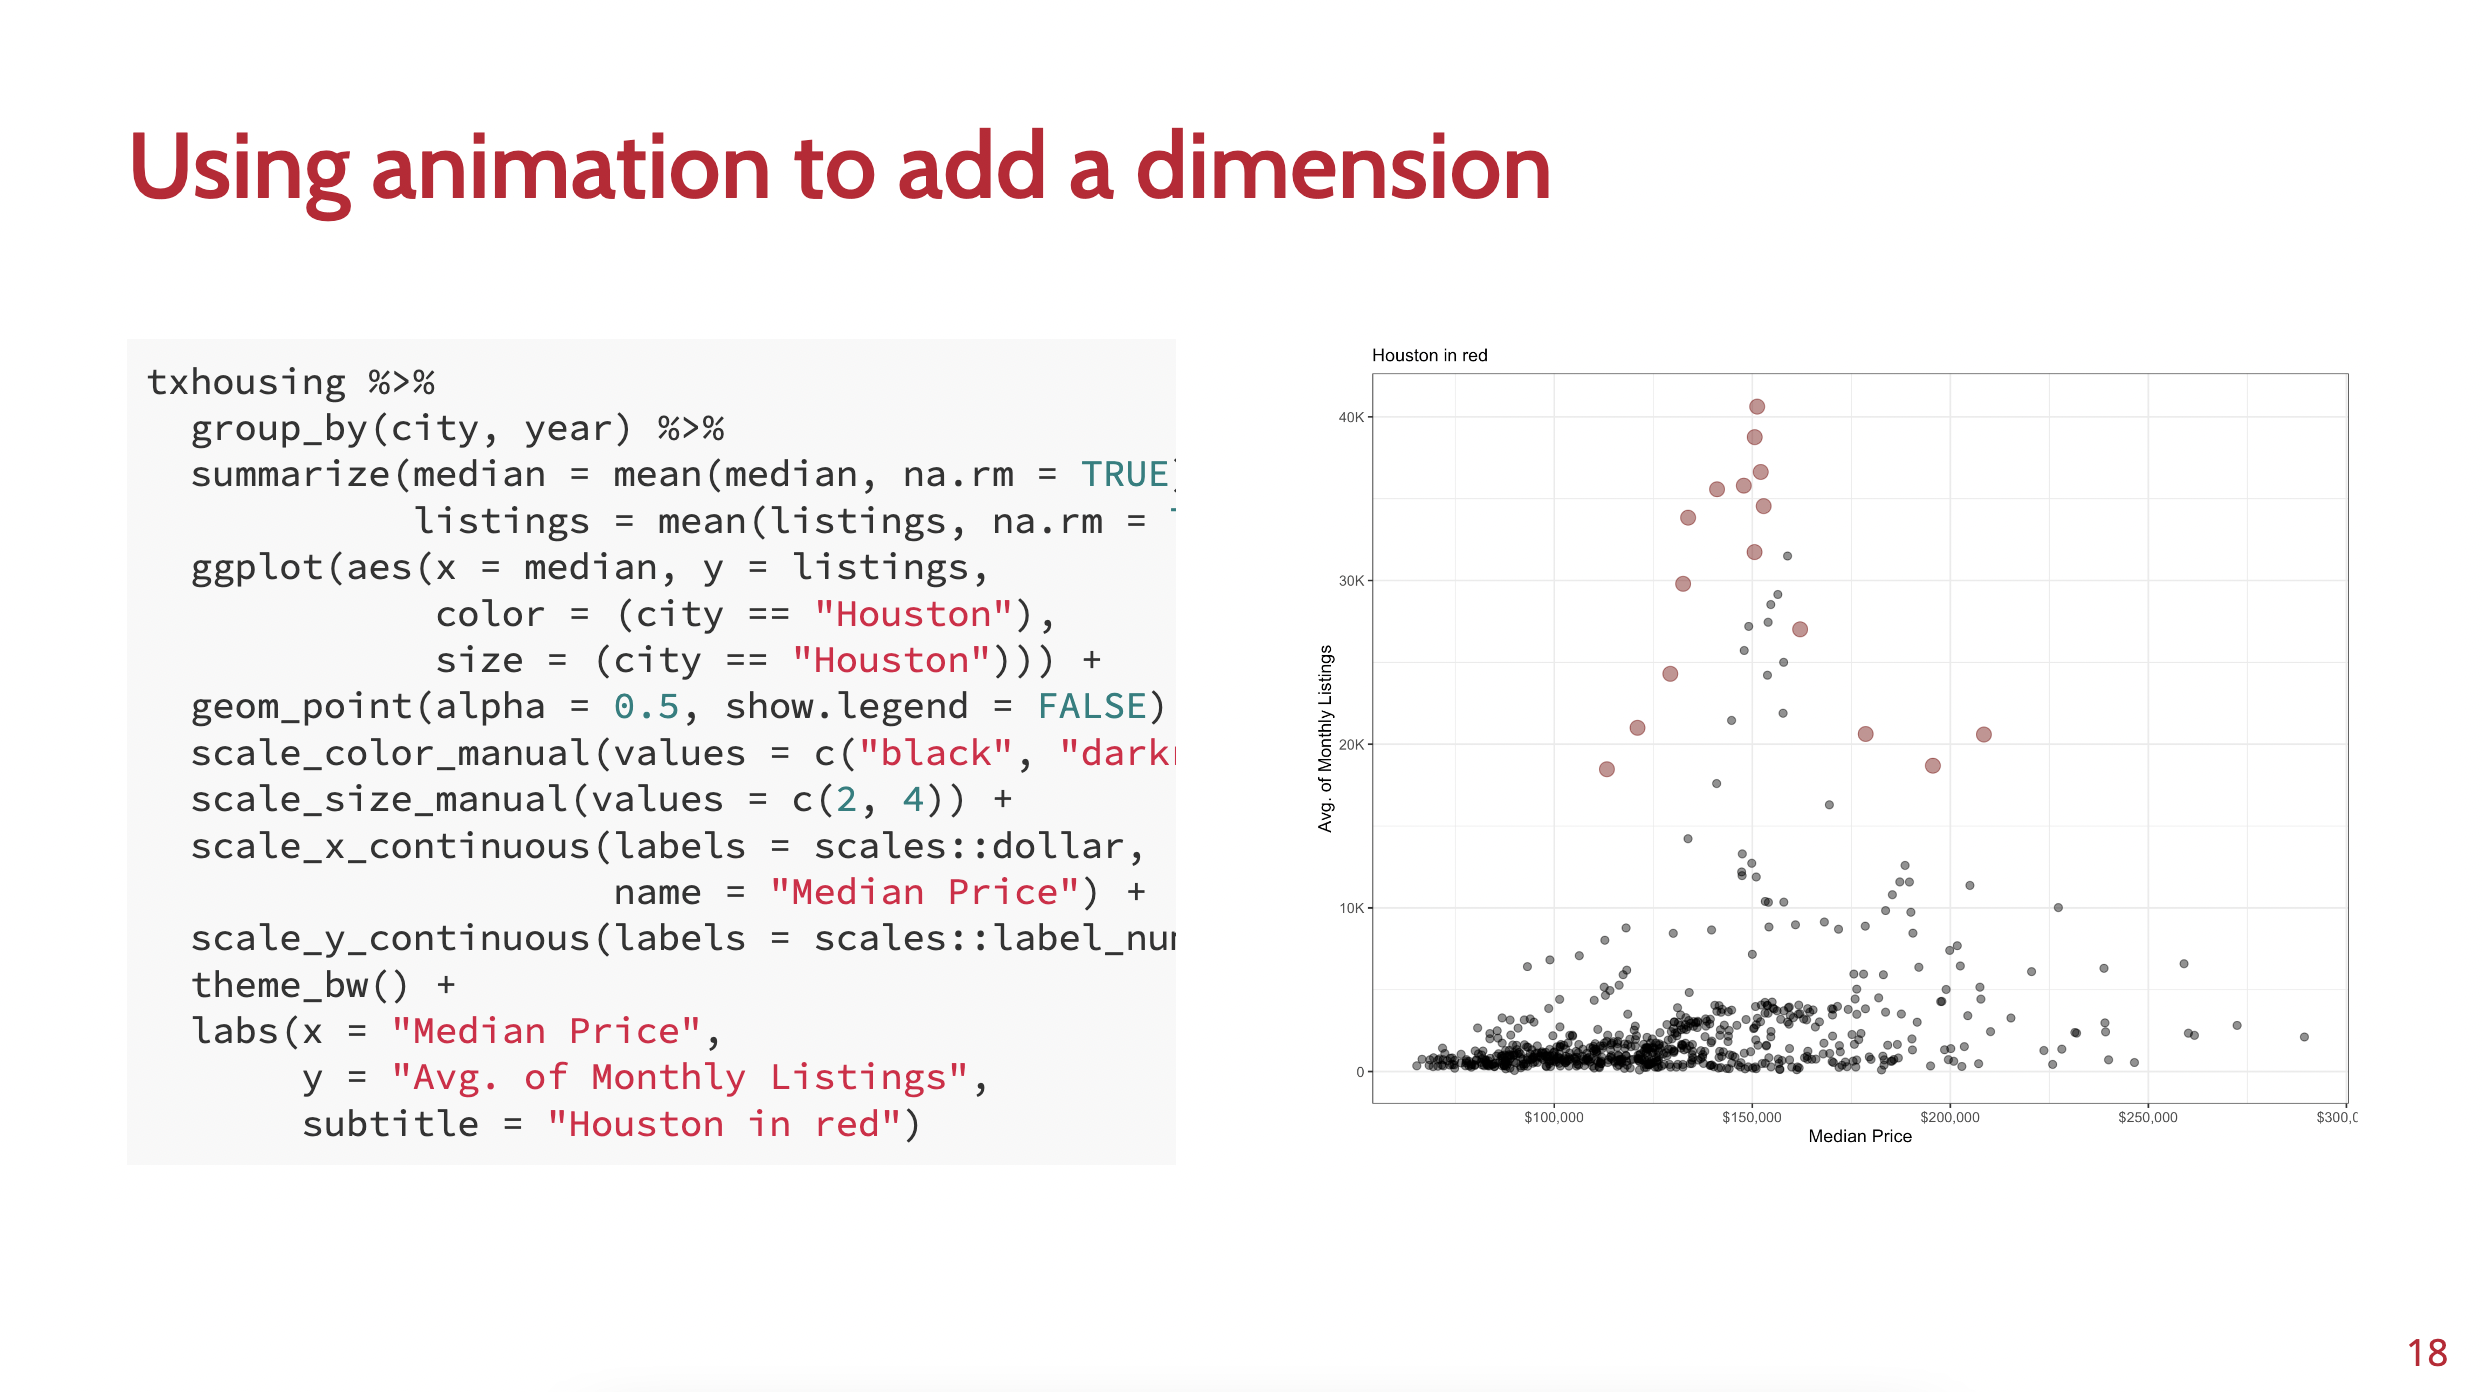 Using animation to add a dimension
txhousing %>%
  group_by(city, year) %>%
  summarize(median = mean(median, na.rm = TRUE)
            listings = mean(listings, na.rm =
  ggplot(aes(x = median, y = listings,
             color = (city == "Houston"),
             size = (city == "Houston"))) +
  geom_point(alpha = 0.5, show.legend = FALSE)
  scale_color_manual(values = c("black", "dark
  scale_size_manual(values = c(2, 4)) +
  scale_x_continuous(labels = scales::dollar,
                     name = "Median Price") +
  scale_y_continuous(labels = scales::label_nu
  theme_bw() +
  labs(x = "Median Price",
       y = "Avg. of Monthly Listings",
       subtitle = "Houston in red")
Houston in red
Avg. of Monthly Listings
40K
30K
20K
10K
0
$100,000 $150,000 $200,000 $250,000 $300,0
Median Price
18